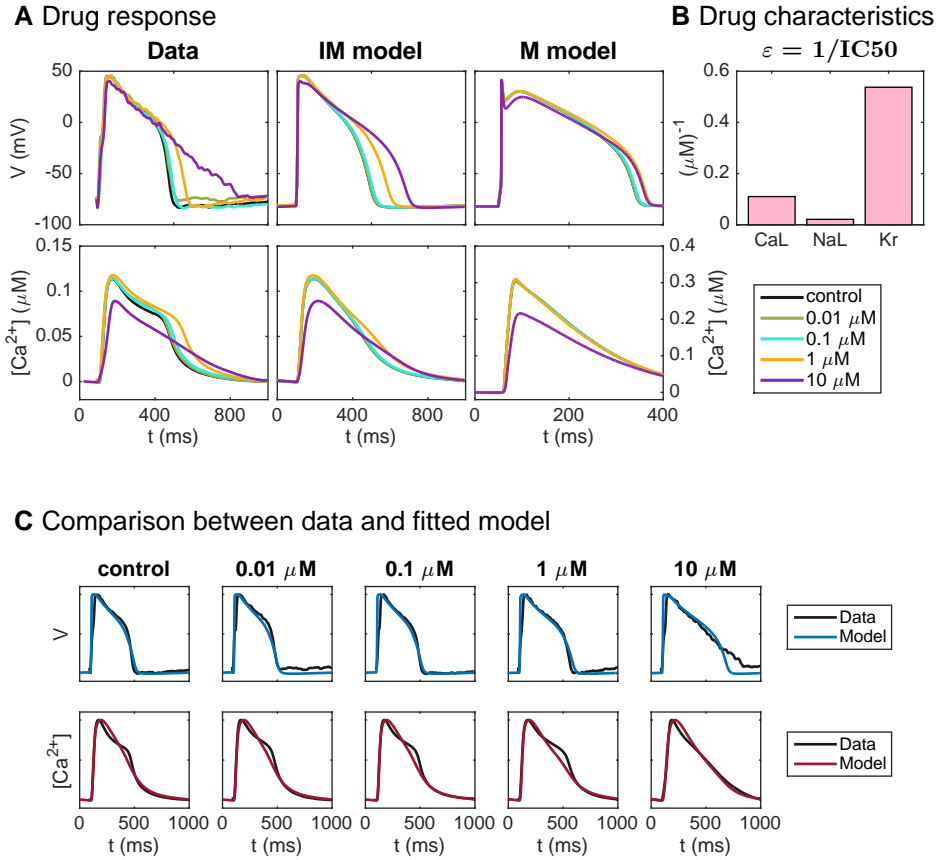 A Drug response
Data
IM model
M model
50
0
-50
-100
V (mV)
0.15
0.1
0.05
0
[Ca²⁺] (μM)
0 400 800
0 400 800
0 200 400
t (ms)
t (ms)
t (ms)
0.4
0.3
0.2
0.1
0
[Ca²⁺] (μM)
B Drug characteristics
ε = 1/IC50
0.6
0.4
0.2
0
(μM)⁻¹
CaL NaL Kr
control
0.01 μM
0.1 μM
1 μM
10 μM
C Comparison between data and fitted model
control
0.01 μM
0.1 μM
1 μM
10 μM
V
Data
Model
[Ca²⁺]
Data
Model
0 500 1000
0 500 1000
0 500 1000
0 500 1000
0 500 1000
t (ms)
t (ms)
t (ms)
t (ms)
t (ms)